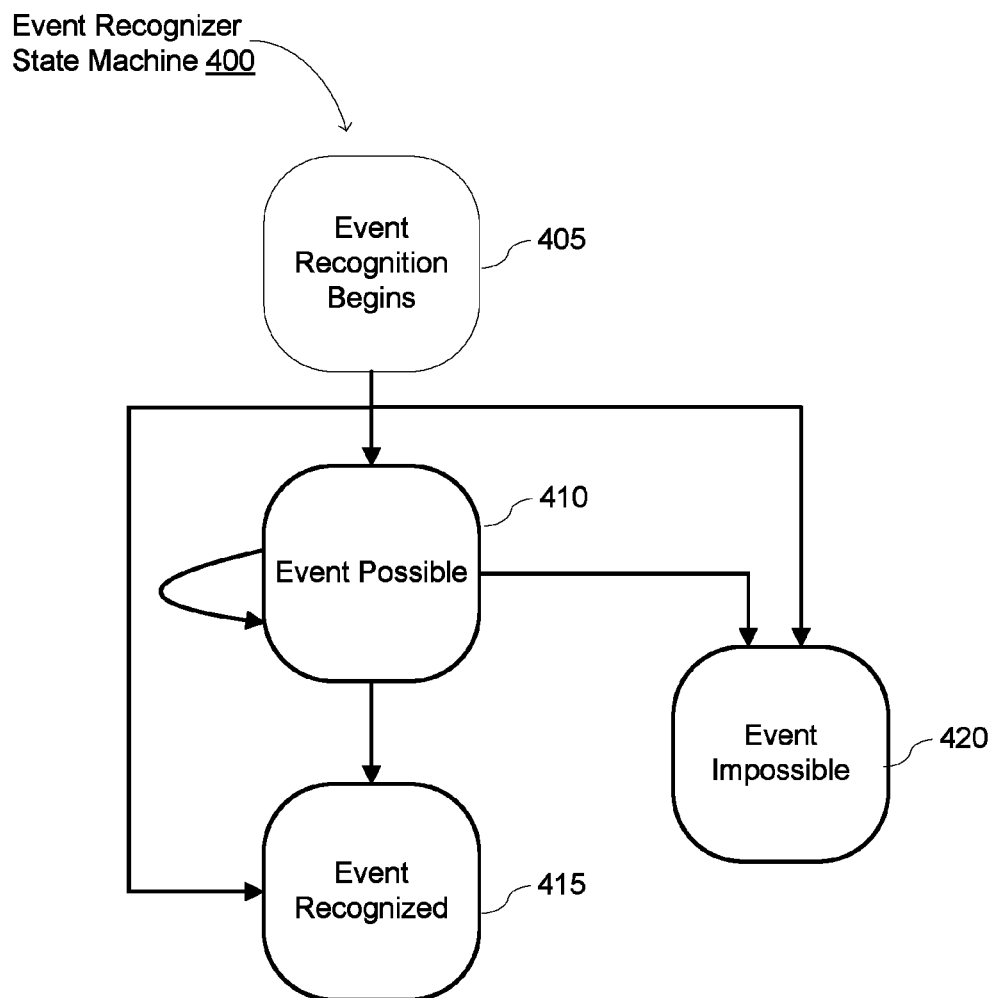 Event Recognizer
State Machine 400
Event
Recognition
Begins
405
410
Event Possible
Event
Impossible
420
Event
Recognized
415